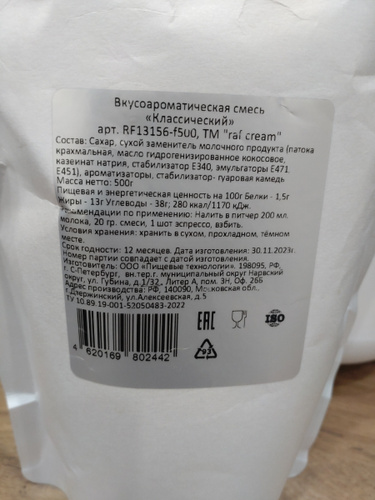 Вкусоароматическая смесь
«Классический»
арт. RF13156-f500, TM "raf cream"
Состав: Сахар, сухой заменитель молочного продукта (патока
крахмальная, масло гидрогенизированное кокосовое,
казеинат натрия, стабилизатор Е340, эмульгаторы Е471,
Е451), ароматизаторы, стабилизатор- гуаровая камедь
Масса нетто: 500г
Пищевая и энергетическая ценность на 100г Белки - 1,5г
Жиры - 13г Углеводы - 38г; 280 ккал/1170 кДж.
Рекомендации по применению: Налить в питчер 200 мл.
молока, 20 гр. смеси, 1 шот эспрессо, взбить.
Условия хранения: хранить в сухом, прохладном, тёмном
месте.
Срок годности: 12 месяцев. Дата изготовления: 30.11.2023г.
Номер партии совпадает с датой изготовления.
Изготовитель: ООО «Пищевые технологии». 198095, РФ,
г. С-Петербург, вн.тер.г. муниципальный округ Нарвский
округ, ул. Губина, д.1/32., Литер А, пом. 3Н, Оф. 266
Адрес производства: РФ, 140090, Московская обл.,
г.Дзержинский, ул.Алексеевская, д.5
ТУ 10.89.19-001-52050483-2022
EAC
ISO
93
4 620169 802442